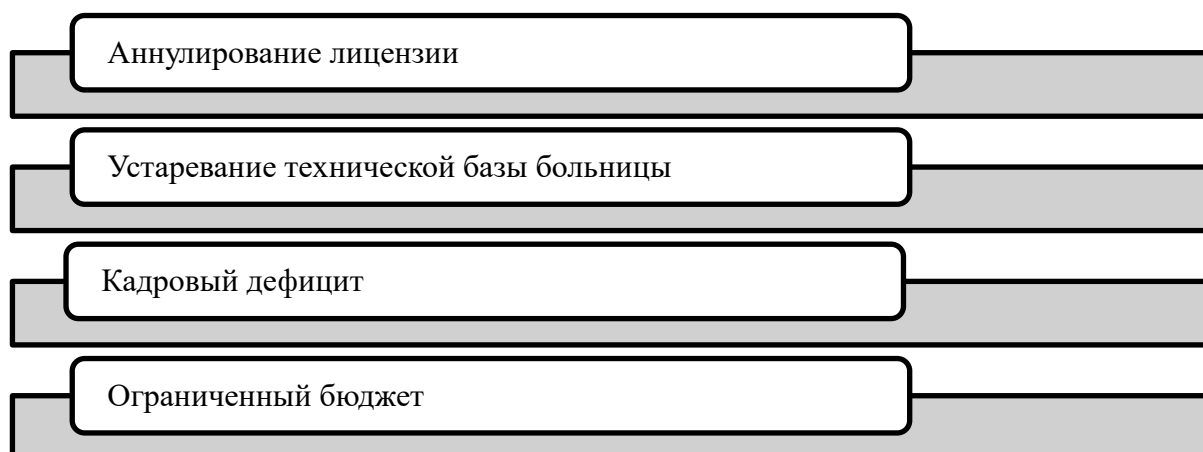 Аннулирование лицензии
Устаревание технической базы больницы
Кадровый дефицит
Ограниченный бюджет